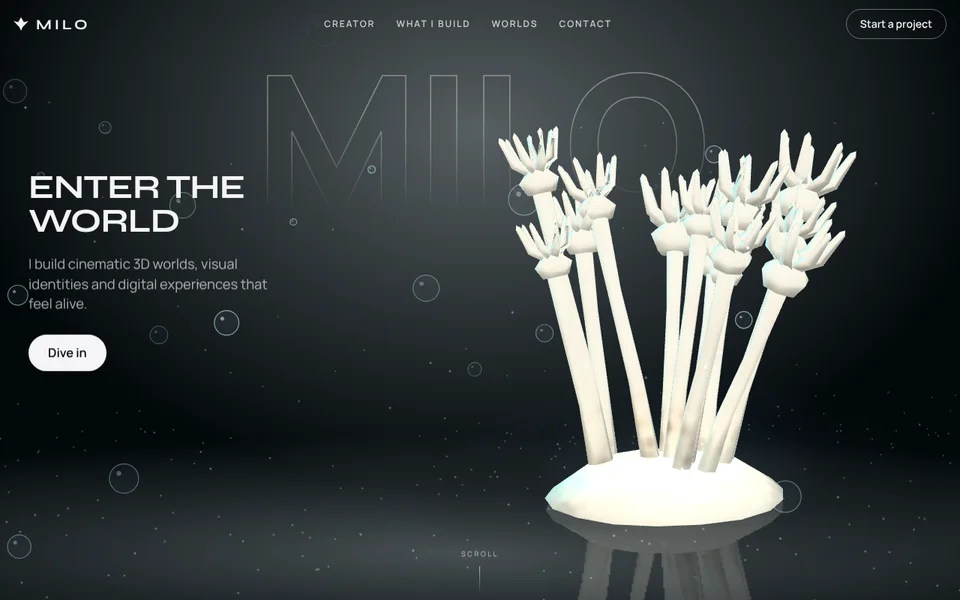 MILO
CREATOR
WHAT I BUILD
WORLDS
CONTACT
Start a project
MILO
ENTER THE
WORLD
I build cinematic 3D worlds, visual
identities and digital experiences that
feel alive.
Dive in
SCROLL